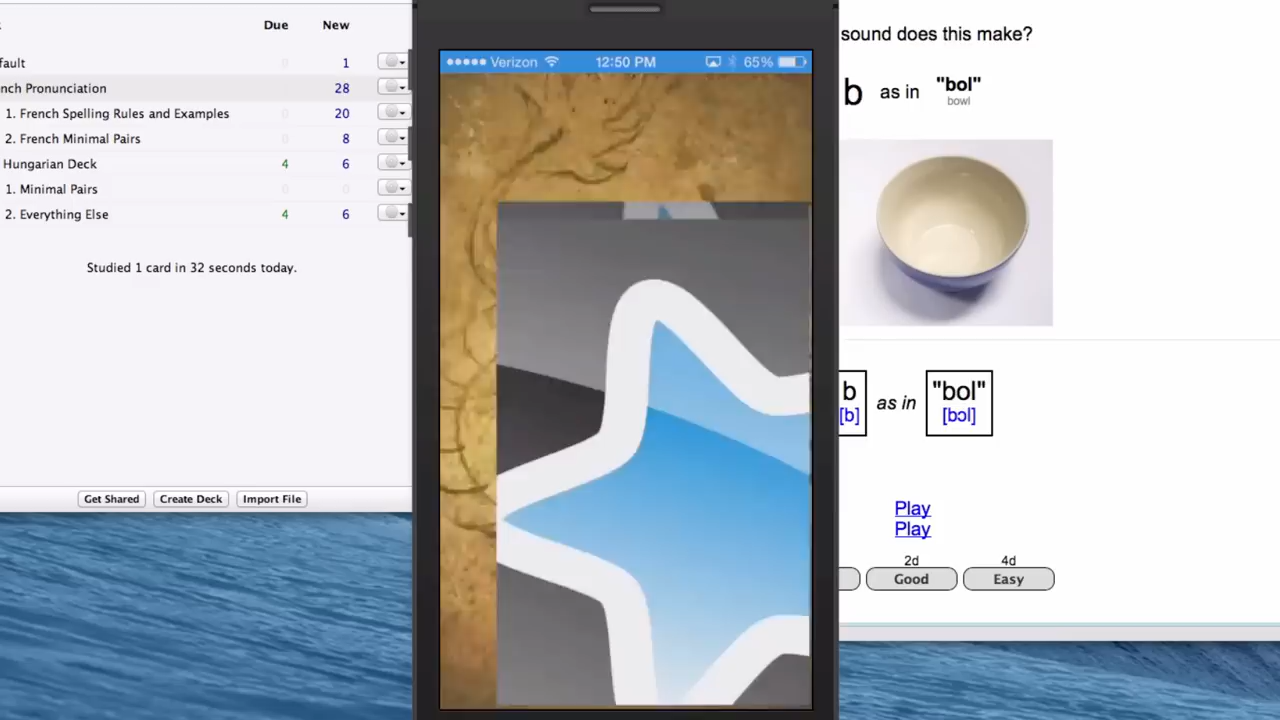 Due New
fault 1
nch Pronunciation 28
1. French Spelling Rules and Examples 20
2. French Minimal Pairs 8
Hungarian Deck 4 6
1. Minimal Pairs 0 0
2. Everything Else 4 6
Studied 1 card in 32 seconds today.
Get Shared Create Deck Import File
Verizon 12:50 PM 65%
sound does this make?
b as in "bol"
bowl
b as in "bol"
[b] [bɔl]
Play
Play
2d 4d
Good Easy